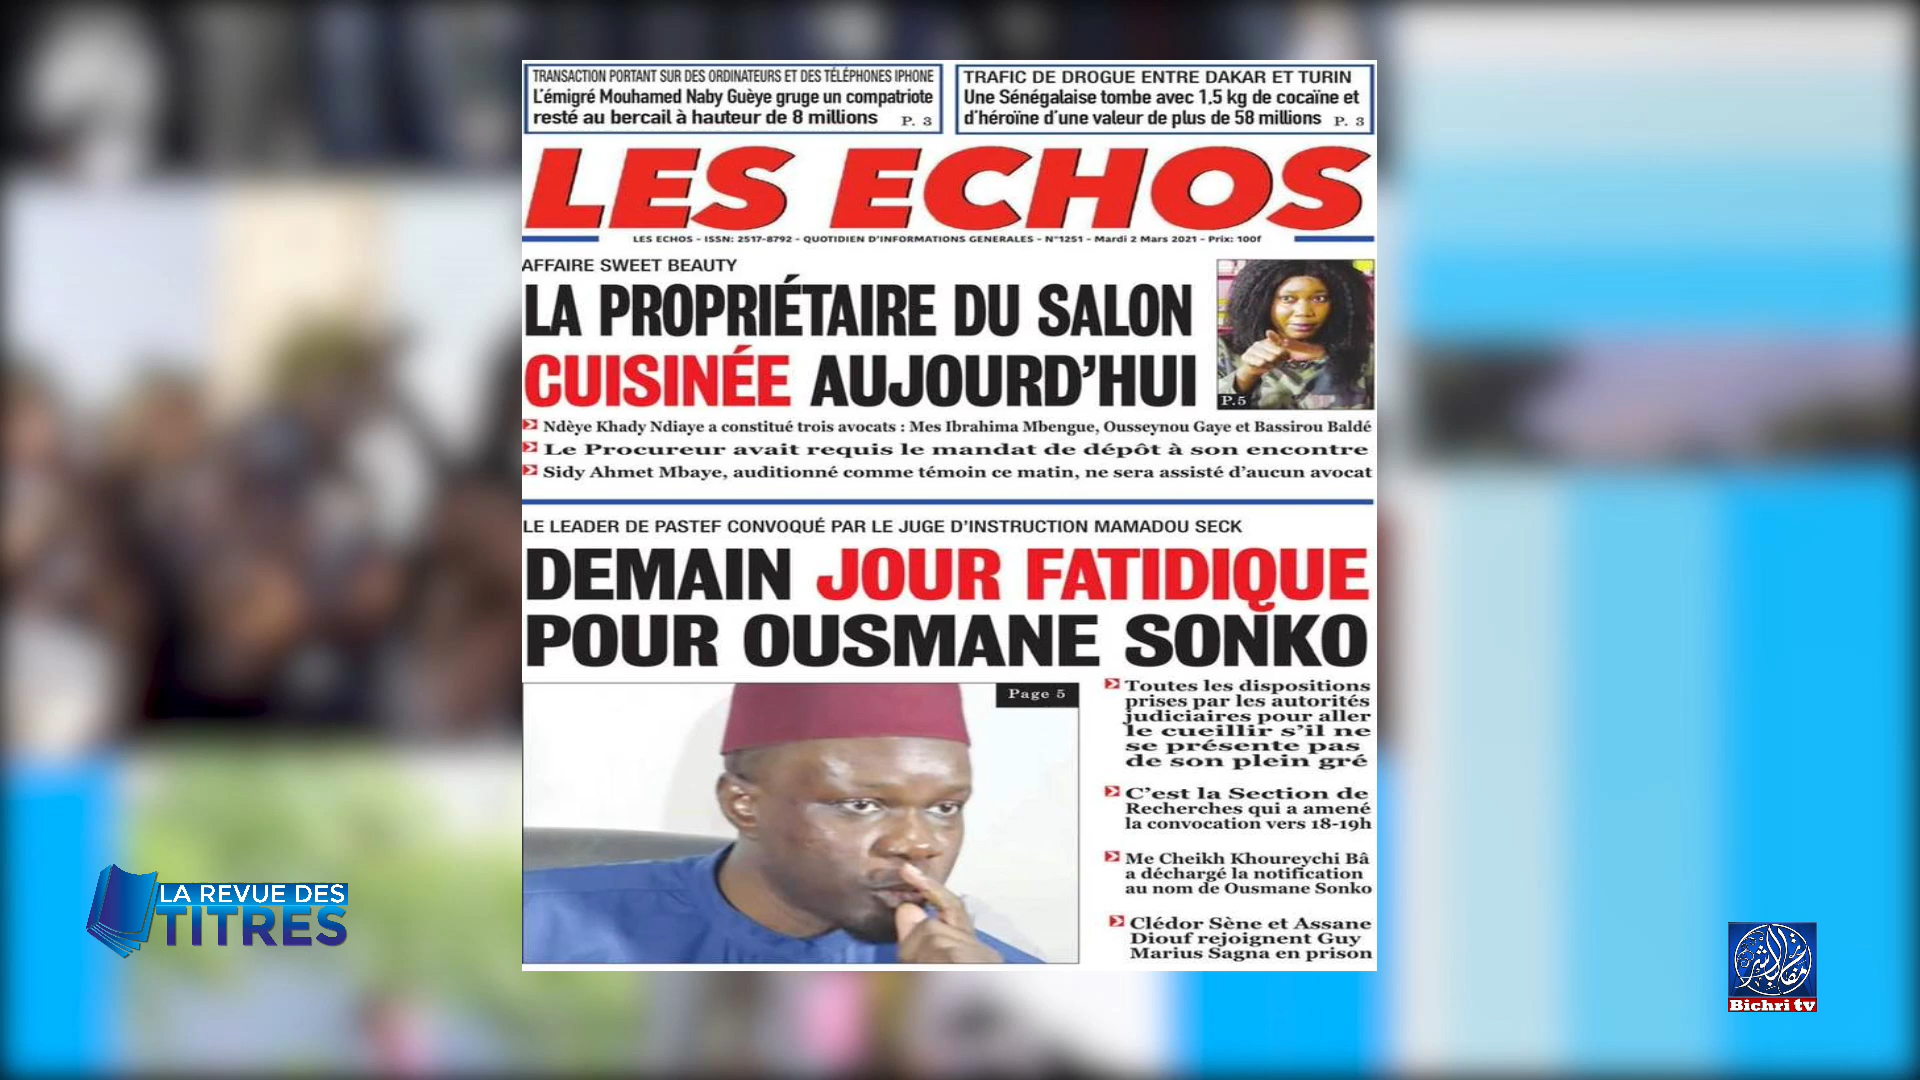 TRANSACTION PORTANT SUR DES ORDINATEURS ET DES TÉLÉPHONES IPHONE
L'émigré Mouhamed Naby Guèye gruge un compatriote
resté au bercail à hauteur de 8 millions P. 3
TRAFIC DE DROGUE ENTRE DAKAR ET TURIN
Une Sénégalaise tombe avec 1,5 kg de cocaïne et
d'héroïne d'une valeur de plus de 58 millions P. 3
LES ECHOS
LES ECHOS - ISSN: 2517-8792 - QUOTIDIEN D'INFORMATIONS GENERALES - N°1251 - Mardi 2 Mars 2021 - Prix: 100f
AFFAIRE SWEET BEAUTY
LA PROPRIÉTAIRE DU SALON
CUISINÉE AUJOURD'HUI
P.5
Ndèye Khady Ndiaye a constitué trois avocats : Mes Ibrahima Mbengue, Ousseynou Gaye et Bassirou Baldé
Le Procureur avait requis le mandat de dépôt à son encontre
Sidy Ahmet Mbaye, auditionné comme témoin ce matin, ne sera assisté d'aucun avocat
LE LEADER DE PASTEF CONVOQUÉ PAR LE JUGE D'INSTRUCTION MAMADOU SECK
DEMAIN JOUR FATIDIQUE
POUR OUSMANE SONKO
Page 5
Toutes les dispositions
prises par les autorités
judiciaires pour aller
le cueillir s'il ne
se présente pas
de son plein gré
C'est la Section de
Recherches qui a amené
la convocation vers 18-19h
Me Cheikh Khoureychi Bâ
a déchargé la notification
au nom de Ousmane Sonko
Clédor Sène et Assane
Diouf rejoignent Guy
Marius Sagna en prison
LA REVUE DES
TITRES
Bichri tv